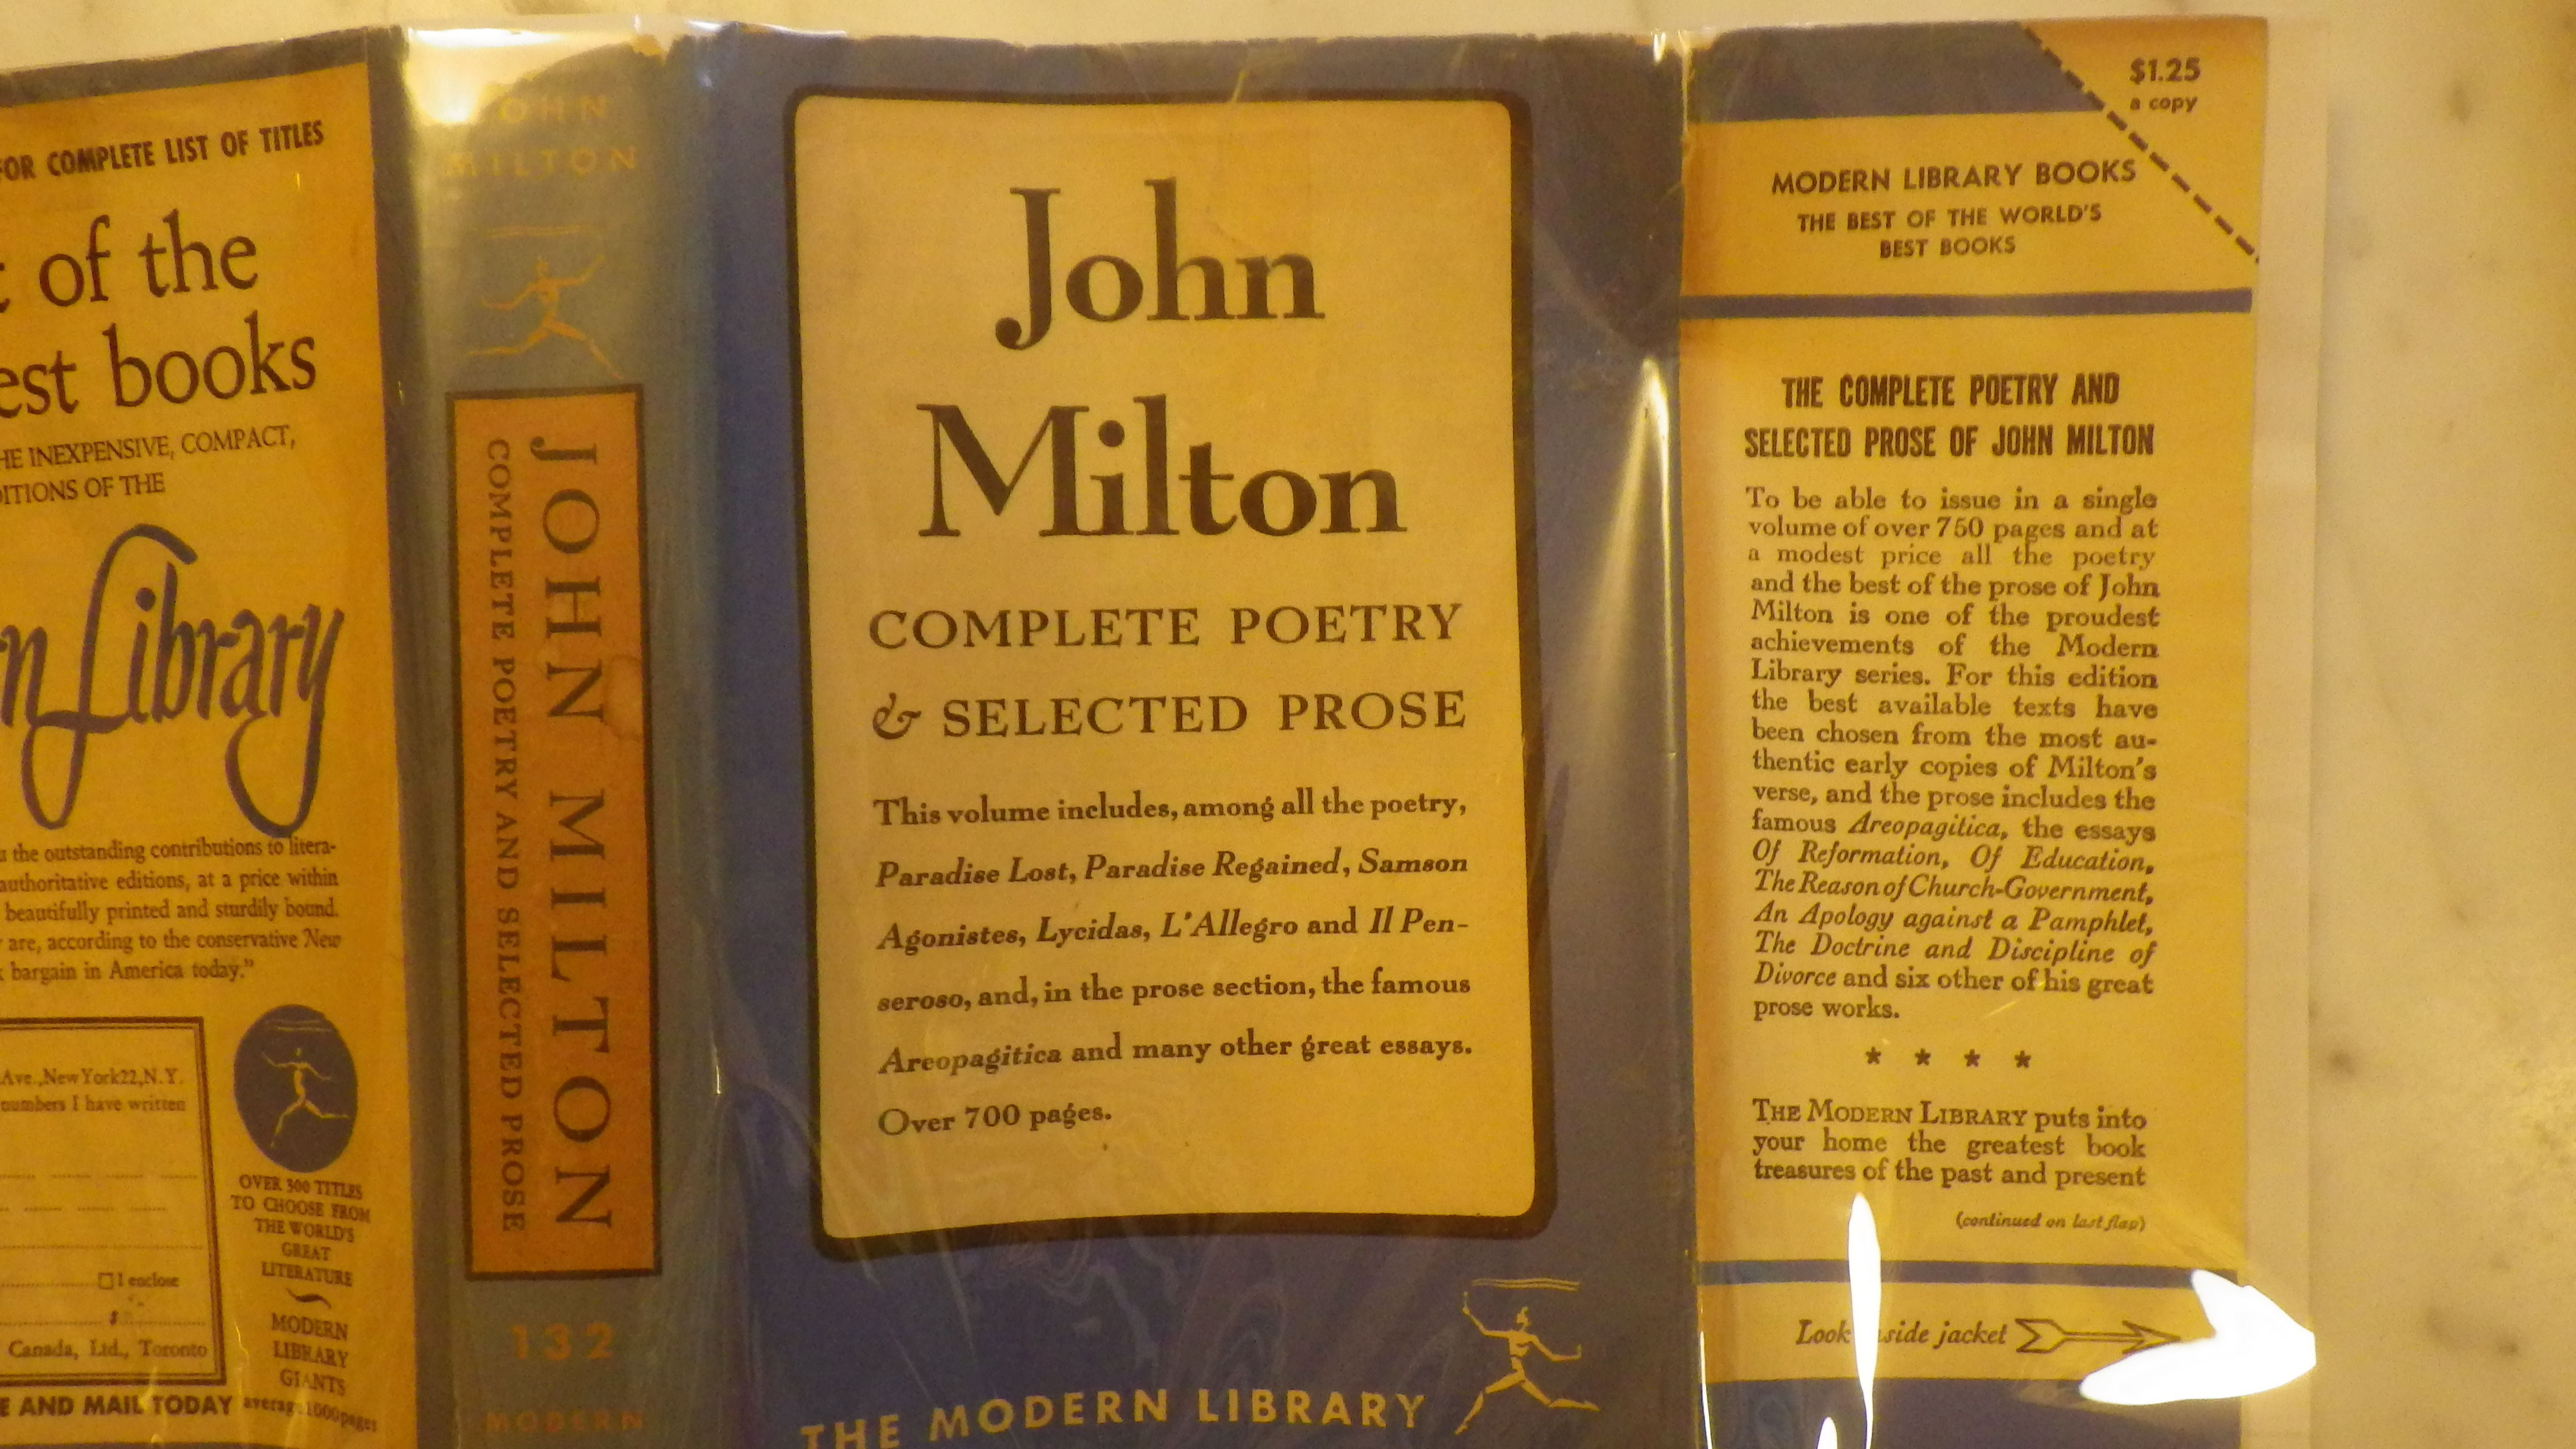 FOR COMPLETE LIST OF TITLES
of the
est books
HE INEXPENSIVE, COMPACT,
DITIONS OF THE
n Library
the outstanding contributions to litera-
authoritative editions, at a price within
beautifully printed and sturdily bound.
are, according to the conservative New
bargain in America today."
Ave., New York 22, N. Y.
numbers I have written
I enclose
$
Canada, Ltd., Toronto
E AND MAIL TODAY
OVER 300 TITLES
TO CHOOSE FROM
THE WORLD'S
GREAT
LITERATURE
MODERN
LIBRARY
GIANTS
average 1000 pages
JOHN
MILTON
JOHN MILTON
COMPLETE POETRY AND SELECTED PROSE
132
MODERN
John
Milton
COMPLETE POETRY
& SELECTED PROSE
This volume includes, among all the poetry,
Paradise Lost, Paradise Regained, Samson
Agonistes, Lycidas, L'Allegro and Il Pen-
seroso, and, in the prose section, the famous
Areopagitica and many other great essays.
Over 700 pages.
THE MODERN LIBRARY
$1.25
a copy
MODERN LIBRARY BOOKS
THE BEST OF THE WORLD'S
BEST BOOKS
THE COMPLETE POETRY AND
SELECTED PROSE OF JOHN MILTON
To be able to issue in a single
volume of over 750 pages and at
a modest price all the poetry
and the best of the prose of John
Milton is one of the proudest
achievements of the Modern
Library series. For this edition
the best available texts have
been chosen from the most au-
thentic early copies of Milton's
verse, and the prose includes the
famous Areopagitica, the essays
Of Reformation, Of Education,
The Reason of Church-Government,
An Apology against a Pamphlet,
The Doctrine and Discipline of
Divorce and six other of his great
prose works.
* * * *
THE MODERN LIBRARY puts into
your home the greatest book
treasures of the past and present
(continued on last flap)
Look side jacket